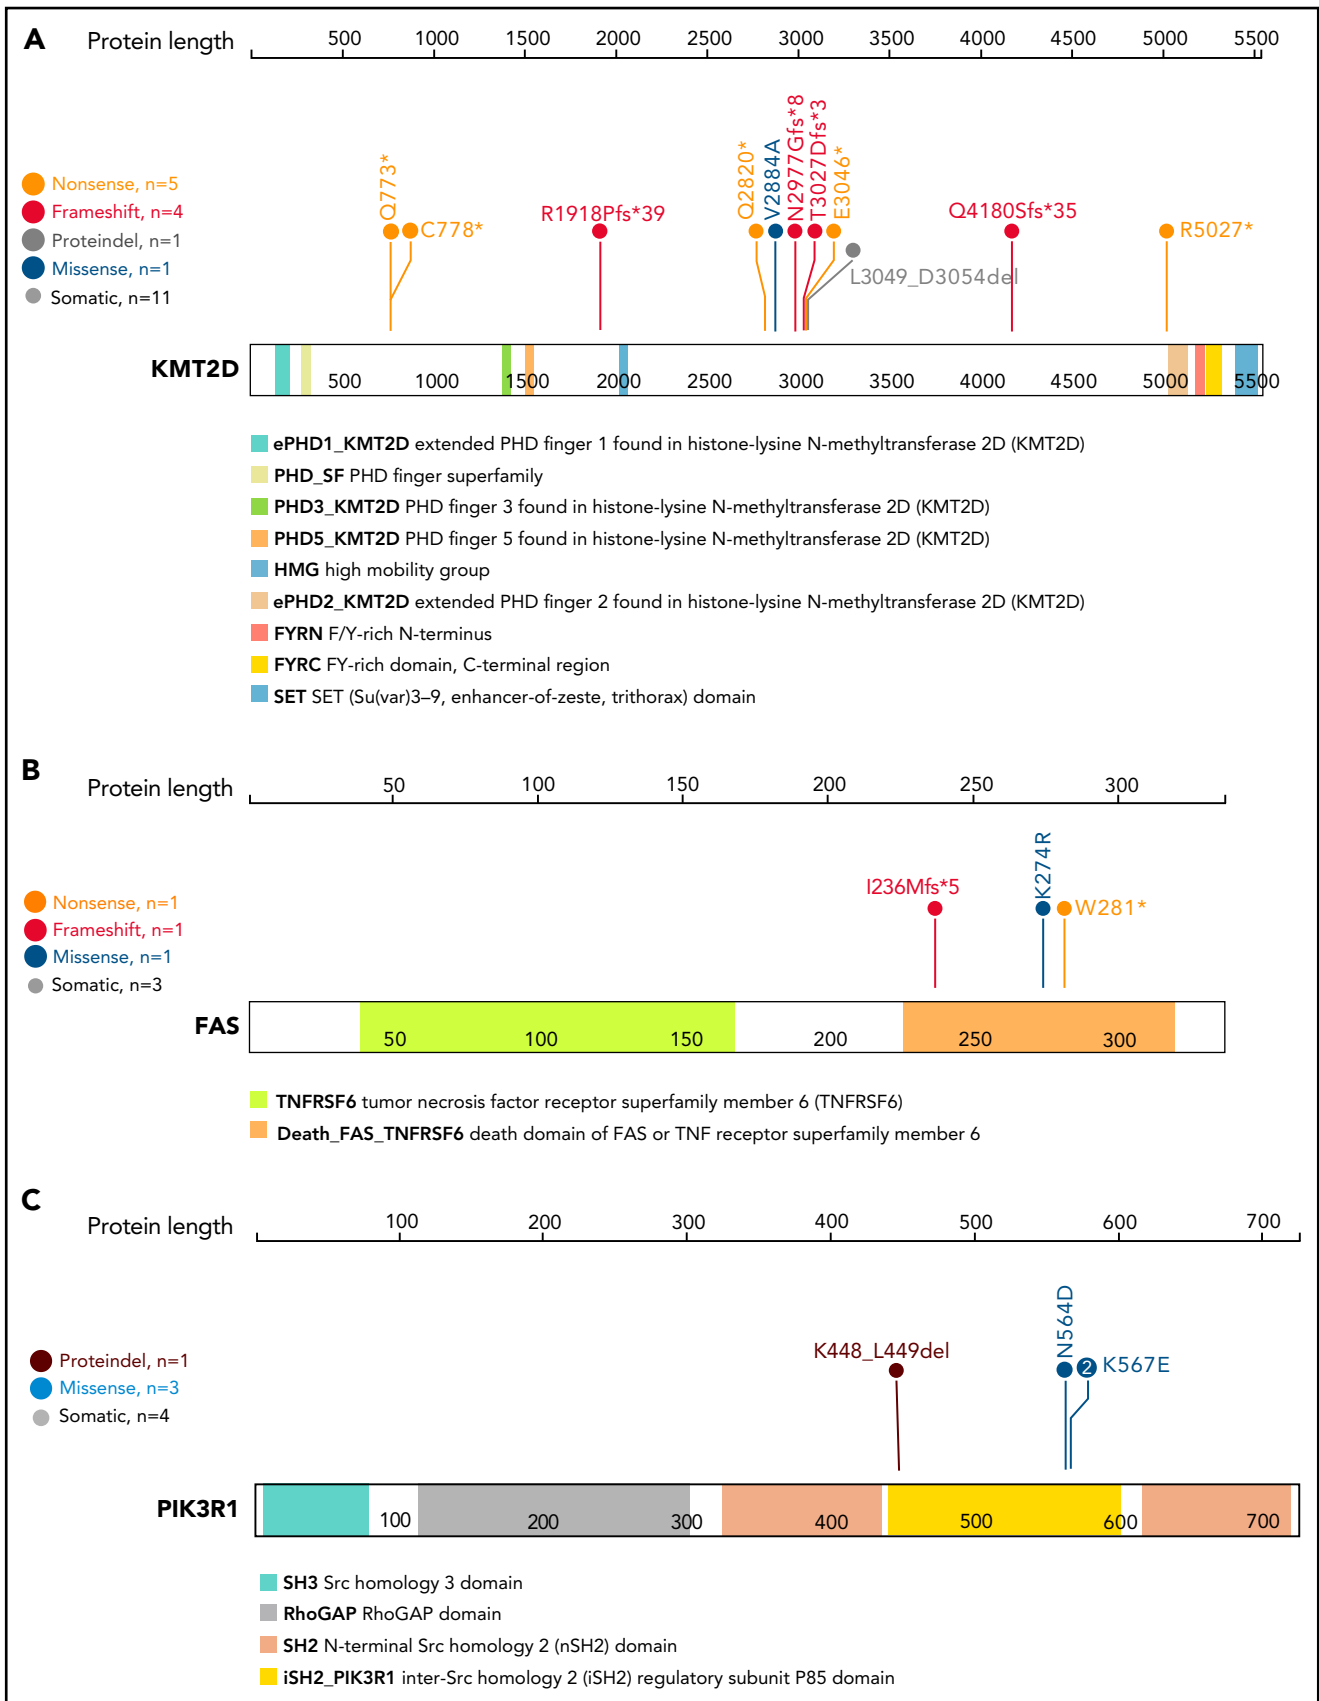 A
Protein length
500 1000 1500 2000 2500 3000 3500 4000 4500 5000 5500
Nonsense, n=5
Frameshift, n=4
Proteindel, n=1
Missense, n=1
Somatic, n=11
Q773*
C778*
R1918Pfs*39
Q2820*
V2884A
N2977Gfs*8
T3027Dfs*3
E3046*
L3049_D3054del
Q4180Sfs*35
R5027*
KMT2D
500 1000 1500 2000 2500 3000 3500 4000 4500 5000 5500
ePHD1_KMT2D extended PHD finger 1 found in histone-lysine N-methyltransferase 2D (KMT2D)
PHD_SF PHD finger superfamily
PHD3_KMT2D PHD finger 3 found in histone-lysine N-methyltransferase 2D (KMT2D)
PHD5_KMT2D PHD finger 5 found in histone-lysine N-methyltransferase 2D (KMT2D)
HMG high mobility group
ePHD2_KMT2D extended PHD finger 2 found in histone-lysine N-methyltransferase 2D (KMT2D)
FYRN F/Y-rich N-terminus
FYRC FY-rich domain, C-terminal region
SET SET (Su(var)3–9, enhancer-of-zeste, trithorax) domain
B
Protein length
50 100 150 200 250 300
Nonsense, n=1
Frameshift, n=1
Missense, n=1
Somatic, n=3
I236Mfs*5
K274R
W281*
FAS
50 100 150 200 250 300
TNFRSF6 tumor necrosis factor receptor superfamily member 6 (TNFRSF6)
Death_FAS_TNFRSF6 death domain of FAS or TNF receptor superfamily member 6
C
Protein length
100 200 300 400 500 600 700
Proteindel, n=1
Missense, n=3
Somatic, n=4
K448_L449del
N564D
2 K567E
PIK3R1
100 200 300 400 500 600 700
SH3 Src homology 3 domain
RhoGAP RhoGAP domain
SH2 N-terminal Src homology 2 (nSH2) domain
iSH2_PIK3R1 inter-Src homology 2 (iSH2) regulatory subunit P85 domain